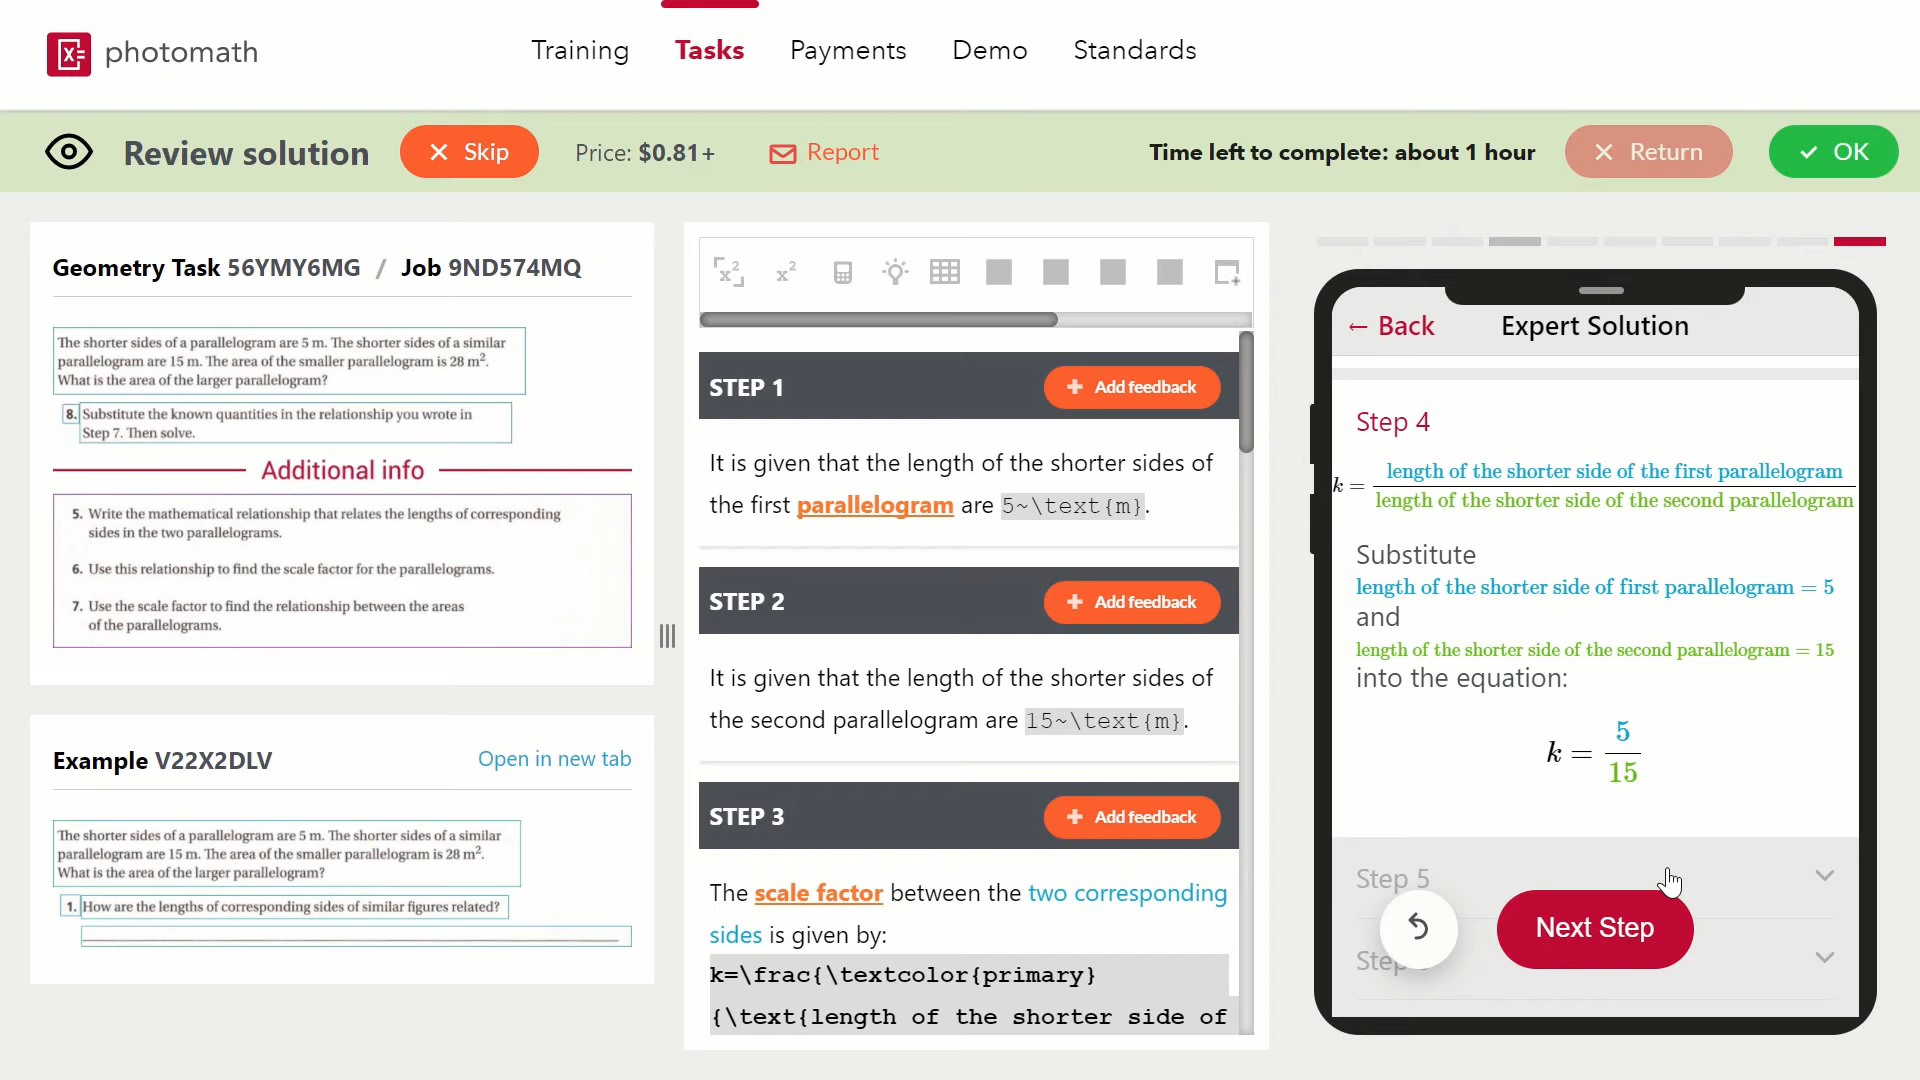 photomath
Training
Tasks
Payments
Demo
Standards
Review solution
Skip
Price: $0.81+
Report
Time left to complete: about 1 hour
Return
OK
Geometry Task 56YMY6MG / Job 9ND574MQ
The shorter sides of a parallelogram are 5 m. The shorter sides of a similar
parallelogram are 15 m. The area of the smaller parallelogram is 28 m².
What is the area of the larger parallelogram?
8. Substitute the known quantities in the relationship you wrote in
Step 7. Then solve.
Additional info
5. Write the mathematical relationship that relates the lengths of corresponding
sides in the two parallelograms.
6. Use this relationship to find the scale factor for the parallelograms.
7. Use the scale factor to find the relationship between the areas
of the parallelograms.
Example V22X2DLV
Open in new tab
The shorter sides of a parallelogram are 5 m. The shorter sides of a similar
parallelogram are 15 m. The area of the smaller parallelogram is 28 m².
What is the area of the larger parallelogram?
1. How are the lengths of corresponding sides of similar figures related?
STEP 1
Add feedback
It is given that the length of the shorter sides of
the first parallelogram are 5~\text{m}.
STEP 2
Add feedback
It is given that the length of the shorter sides of
the second parallelogram are 15~\text{m}.
STEP 3
Add feedback
The scale factor between the two corresponding
sides is given by:
k=\frac{\textcolor{primary}
{\text{length of the shorter side of
← Back
Expert Solution
Step 4
length of the shorter side of the first parallelogram
k =
length of the shorter side of the second parallelogram
Substitute
length of the shorter side of first parallelogram = 5
and
length of the shorter side of the second parallelogram = 15
into the equation:
5
k =
15
Step 5
Next Step
Step